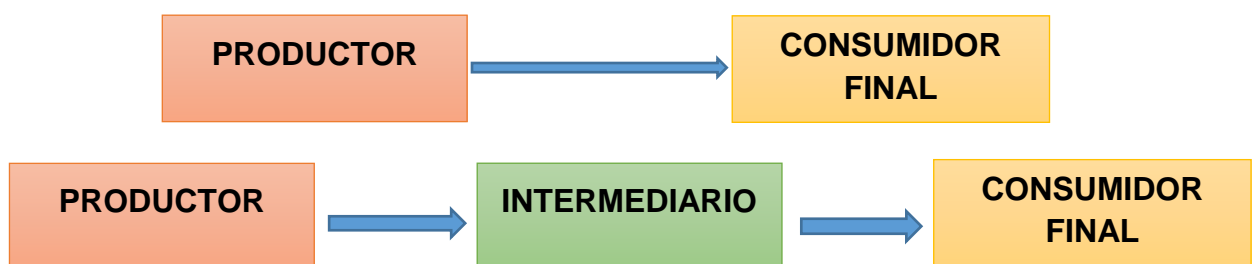 PRODUCTOR
CONSUMIDOR
FINAL
PRODUCTOR
INTERMEDIARIO
CONSUMIDOR
FINAL